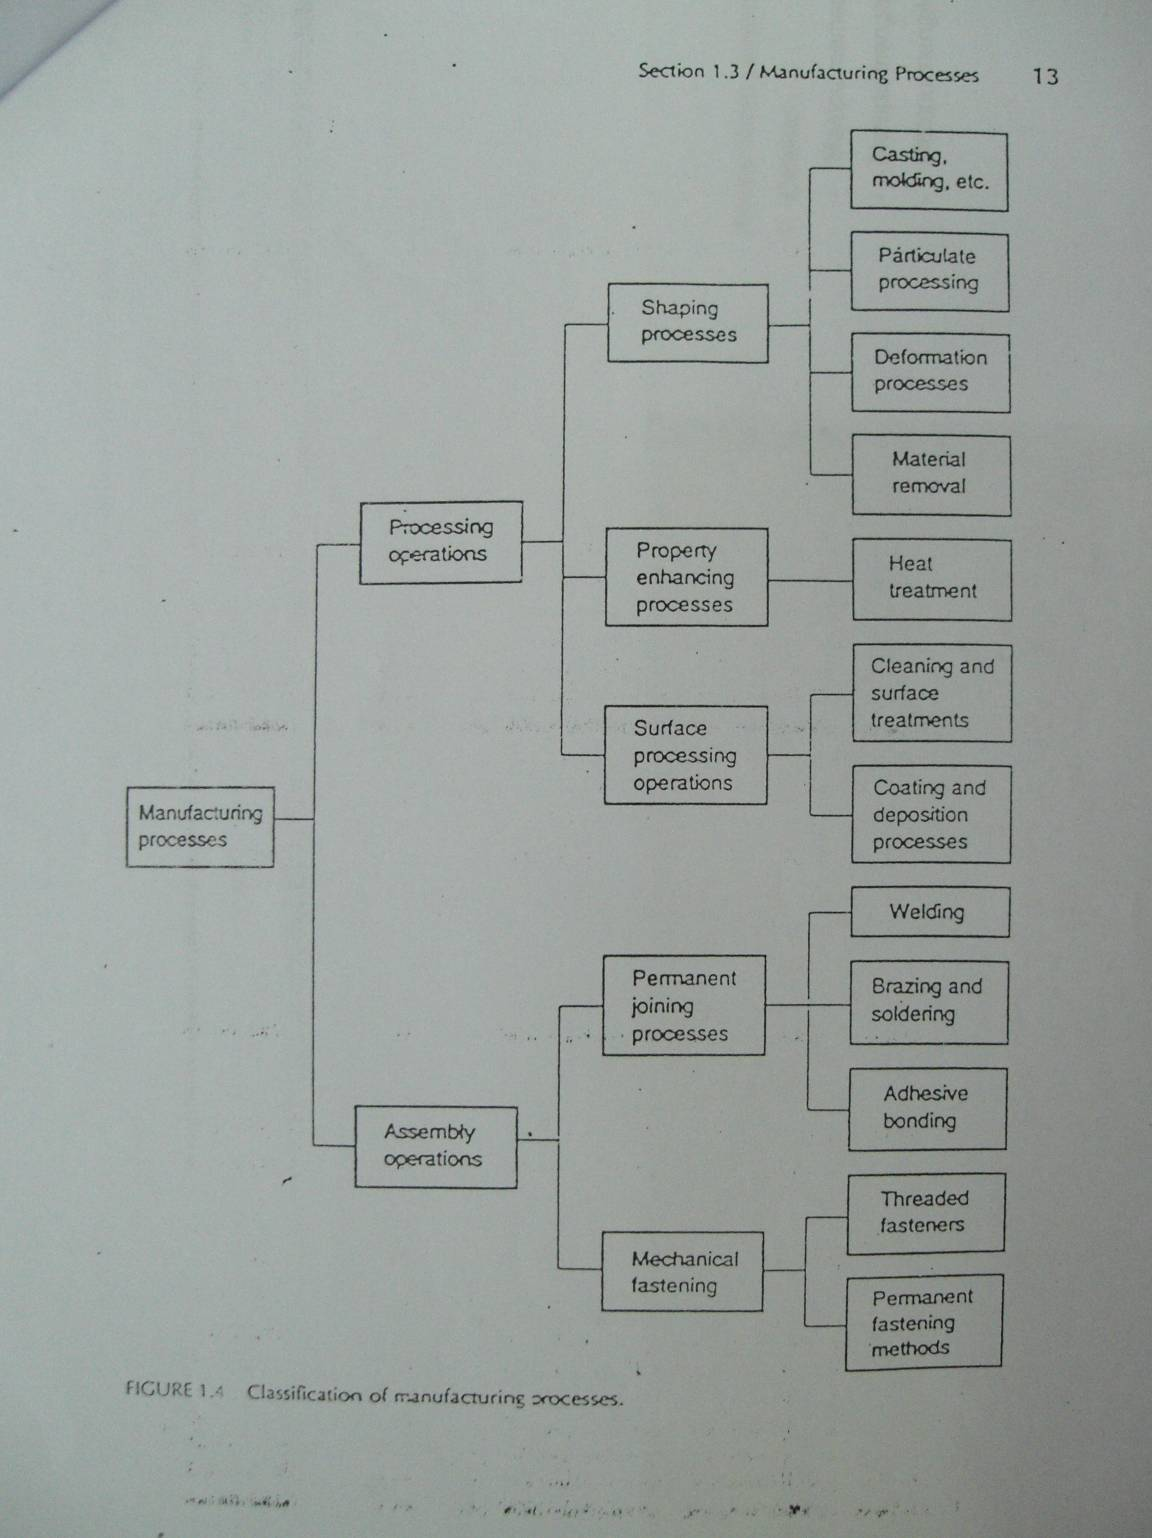 Section 1.3 / Manufacturing Processes 13
Casting,
molding, etc.
Particulate
processing
Shaping
processes
Deformation
processes
Material
removal
Processing
operations
Property
enhancing
processes
Heat
treatment
Cleaning and
surface
treatments
Surface
processing
operations
Coating and
deposition
processes
Manufacturing
processes
Welding
Permanent
joining
processes
Brazing and
soldering
Adhesive
bonding
Assembly
operations
Threaded
fasteners
Mechanical
fastening
Permanent
fastening
methods
FIGURE 1.4 Classification of manufacturing processes.